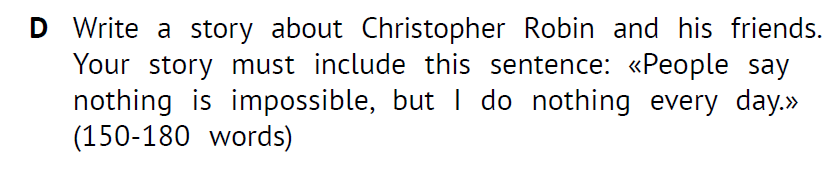 D Write a story about Christopher Robin and his friends.
Your story must include this sentence: «People say
nothing is impossible, but I do nothing every day.»
(150-180 words)